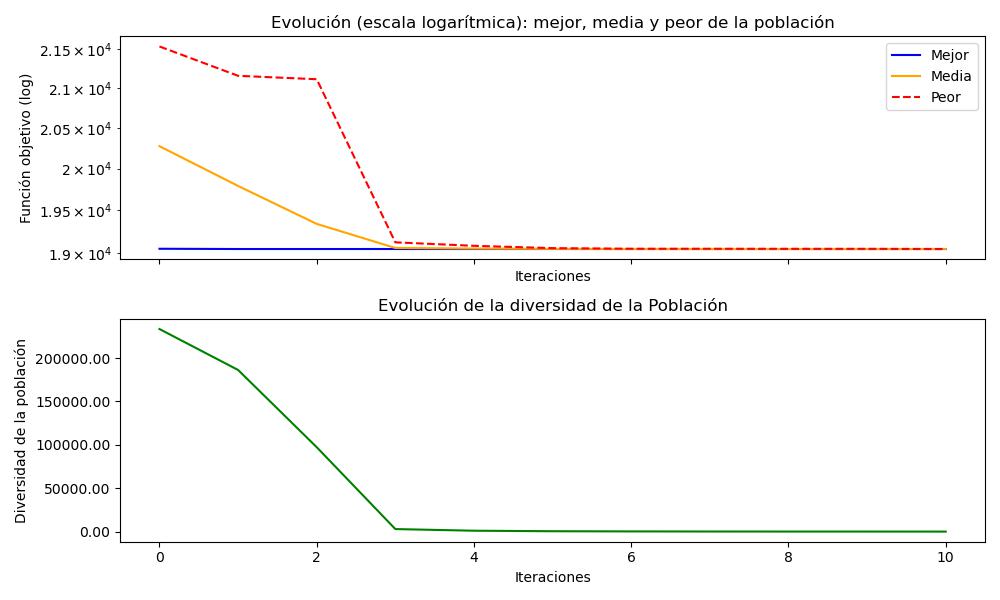 Evolución (escala logarítmica): mejor, media y peor de la población
Función objetivo (log)
2.15 × 10⁴
2.1 × 10⁴
2.05 × 10⁴
2 × 10⁴
1.95 × 10⁴
1.9 × 10⁴
Mejor
Media
Peor
Iteraciones
Evolución de la diversidad de la Población
Diversidad de la población
200000.00
150000.00
100000.00
50000.00
0.00
0 2 4 6 8 10
Iteraciones